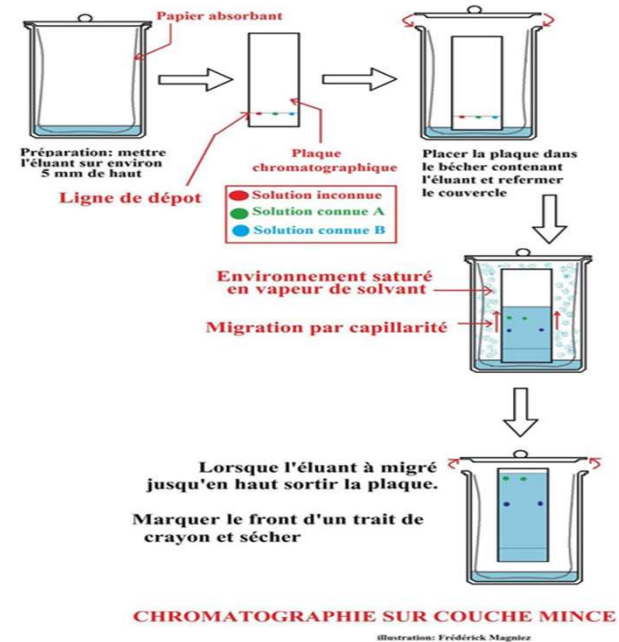 Papier absorbant
Préparation: mettre
l'éluant sur environ
5 mm de haut
Ligne de dépot
Plaque
chromatographique
Solution inconnue
Solution connue A
Solution connue B
Placer la plaque dans
le bécher contenant
l'éluant et refermer
le couvercle
Environnement saturé
en vapeur de solvant
Migration par capillarité
Lorsque l'éluant à migré
jusqu'en haut sortir la plaque.
Marquer le front d'un trait de
crayon et sécher
CHROMATOGRAPHIE SUR COUCHE MINCE
illustration: Frédérick Magniez